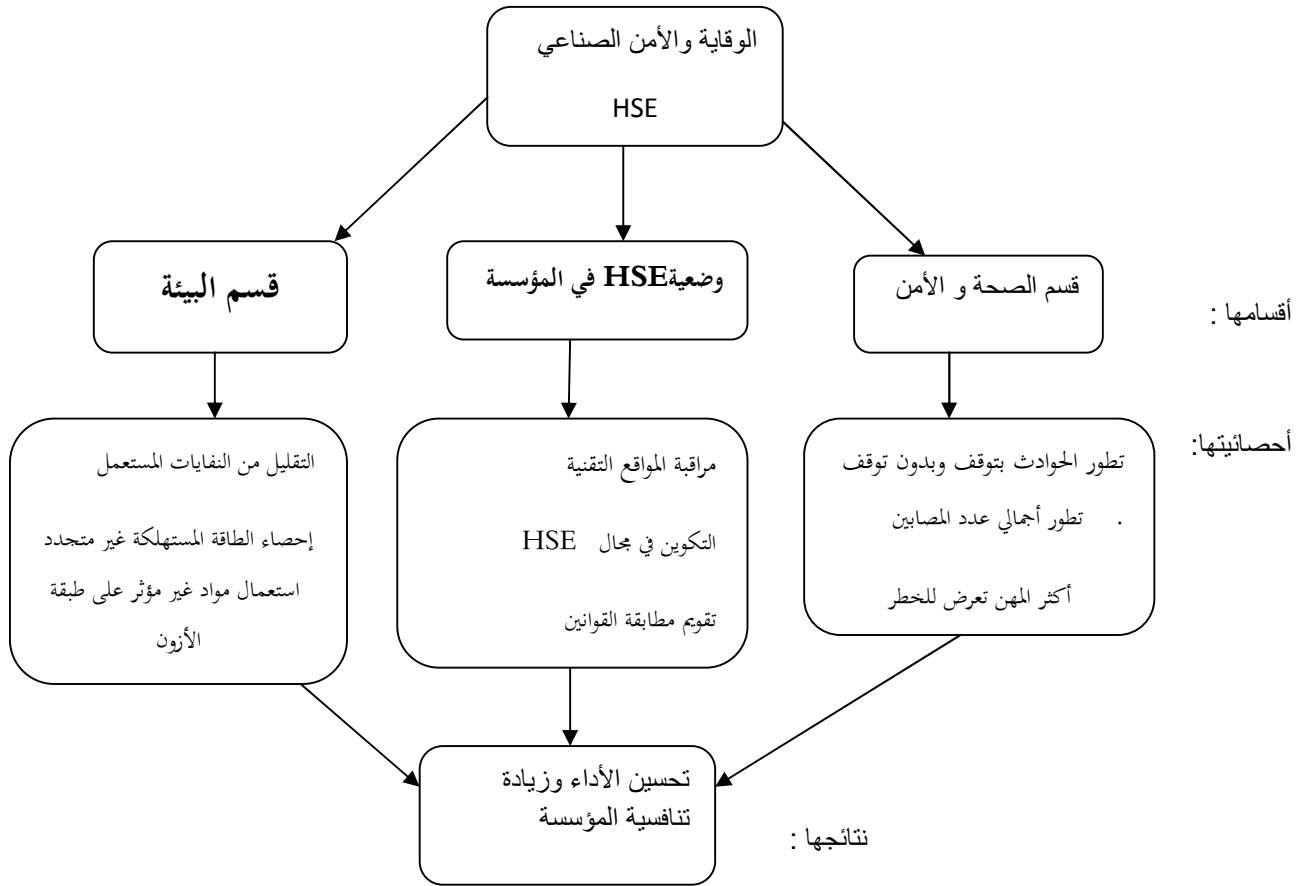 الوقاية والأمن الصناعي
HSE
أقسامها :
قسم الصحة و الأمن
وضعيةHSE في المؤسسة
قسم البيئة
أحصائيتها:
تطور الحوادث بتوقف وبدون توقف
. تطور أجمالي عدد المصابين
أكثر المهن تعرض للخطر
مراقبة المواقع التقنية
التكوين في مجال HSE
تقويم مطابقة القوانين
التقليل من النفايات المستعمل
إحصاء الطاقة المستهلكة غير متجدد
استعمال مواد غير مؤثر على طبقة
الأزون
تحسين الأداء وزيادة
تنافسية المؤسسة
نتائجها :